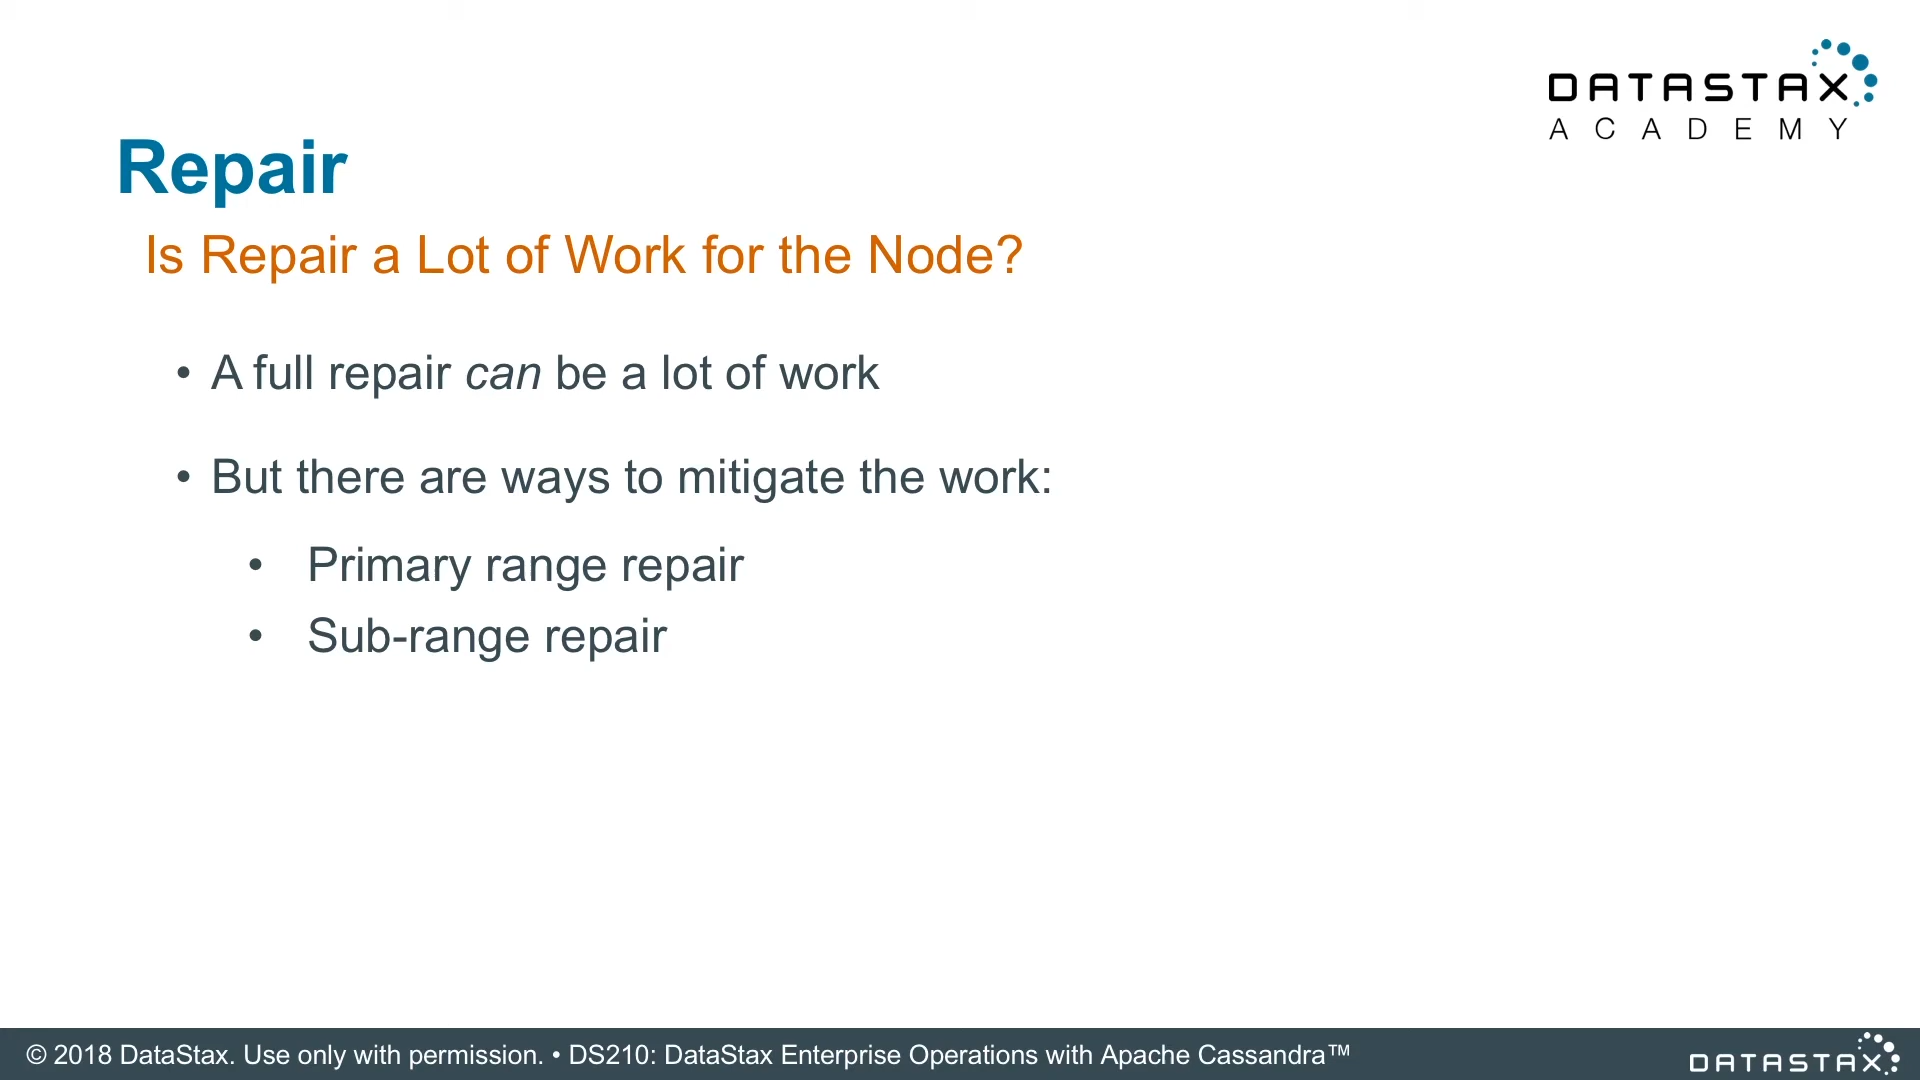 DATASTAX
ACADEMY
Repair
Is Repair a Lot of Work for the Node?
• A full repair can be a lot of work
• But there are ways to mitigate the work:
• Primary range repair
• Sub-range repair
© 2018 DataStax. Use only with permission. • DS210: DataStax Enterprise Operations with Apache Cassandra™
DATASTAX